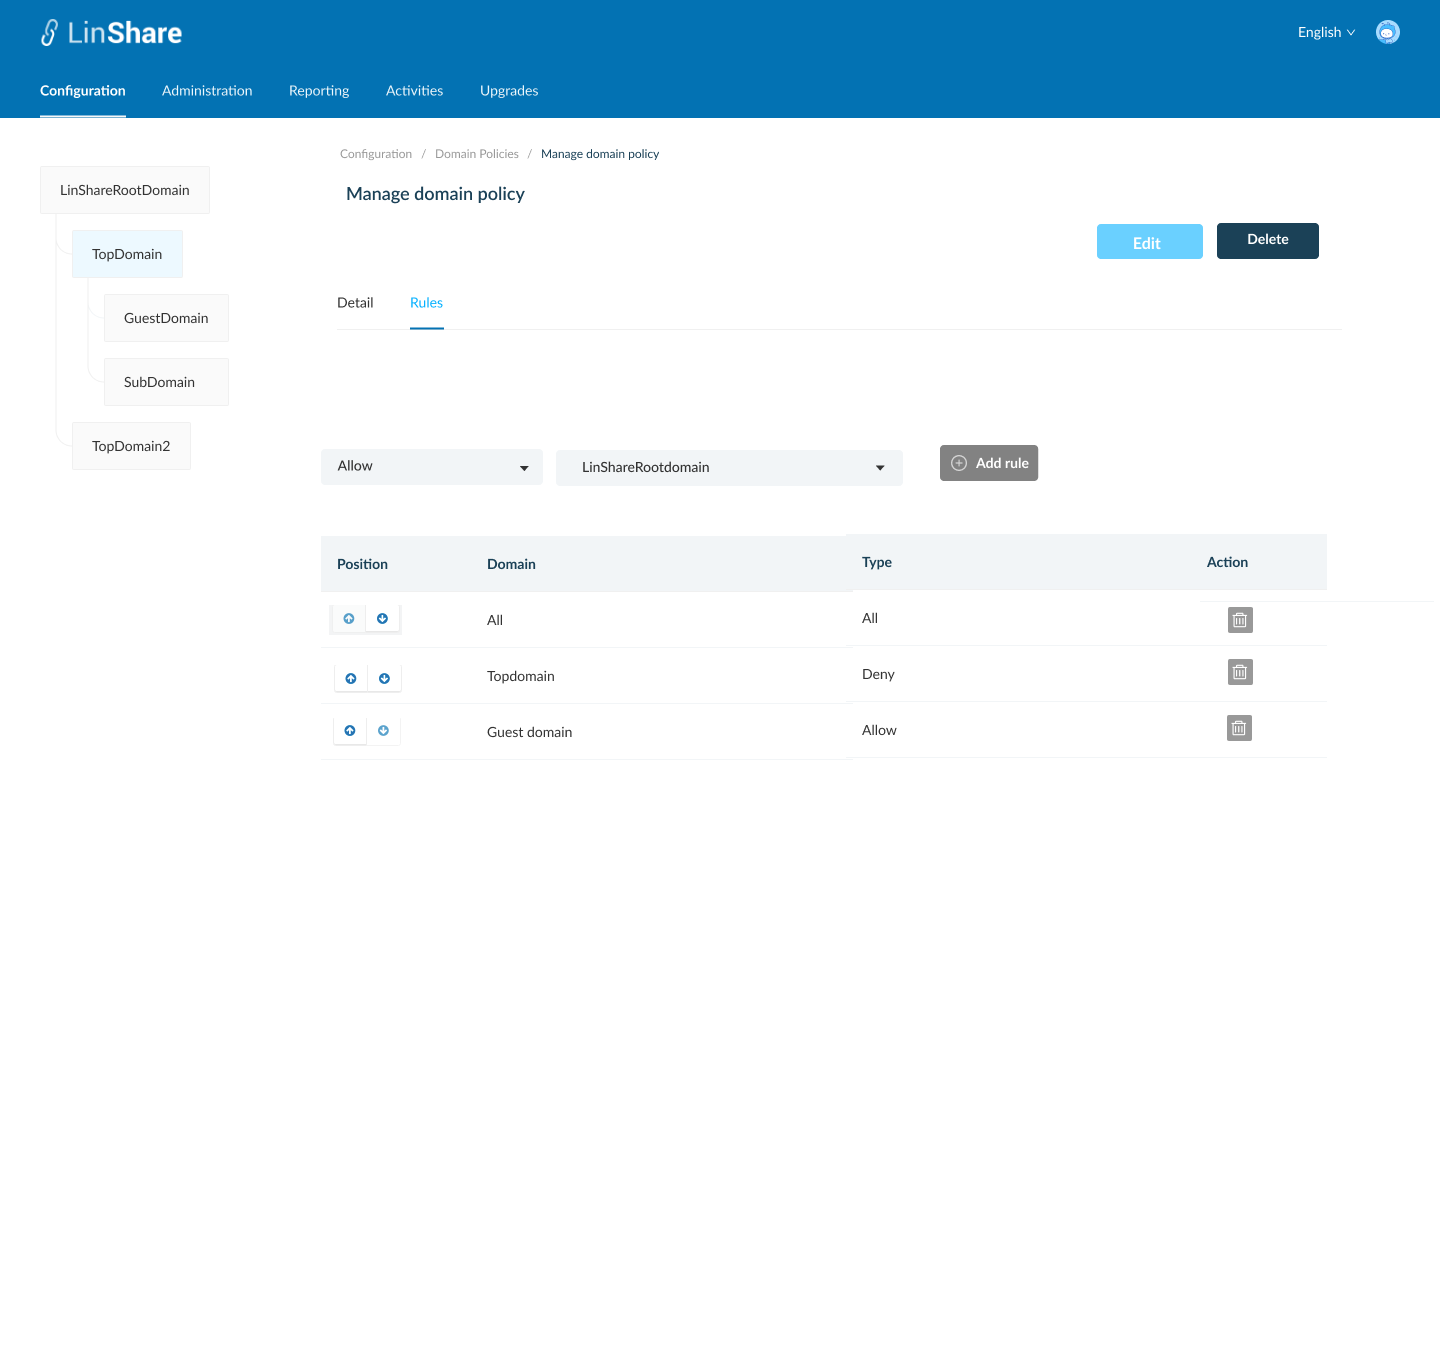 LinShare
English
Configuration Administration Reporting Activities Upgrades
Configuration / Domain Policies / Manage domain policy
LinShareRootDomain
TopDomain
GuestDomain
SubDomain
TopDomain2
Manage domain policy
Edit Delete
Detail Rules
Allow LinShareRootdomain Add rule
Position Domain Type Action
All All
Topdomain Deny
Guest domain Allow